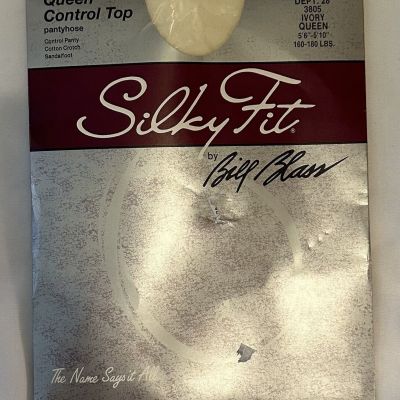 Queen
Control Top
pantyhose
Control Panty
Cotton Crotch
Sandalfoot
DEPT. 28
3805
IVORY
QUEEN
5'6"-5'10"
160-180 LBS.
Silky Fit®
by
Bill Blass
The Name Says it All